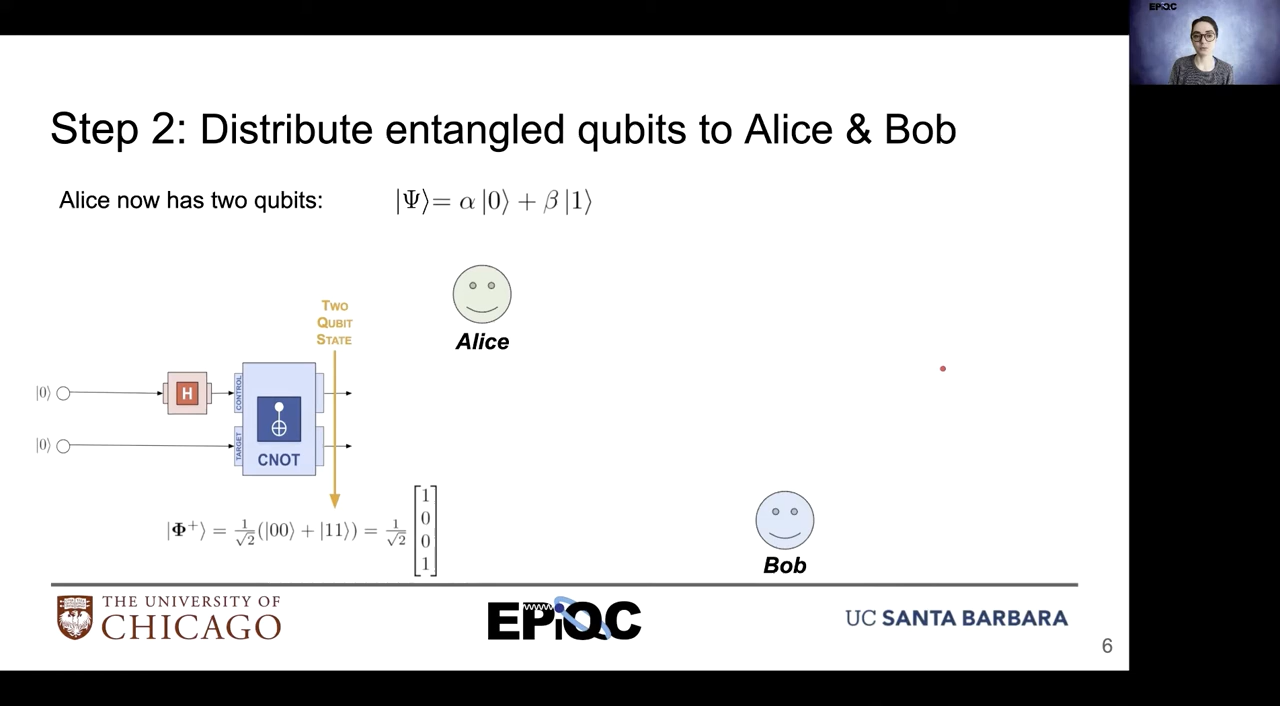 EPiQC
Step 2: Distribute entangled qubits to Alice & Bob
Alice now has two qubits: |Ψ⟩= α |0⟩ + β |1⟩
Alice
TWO
QUBIT
STATE
|0⟩
H
CONTROL
|0⟩
TARGET
CNOT
|Φ⁺⟩ = 1/√2(|00⟩ + |11⟩) = 1/√2 [1 0 0 1]
Bob
THE UNIVERSITY OF
CHICAGO
EPiQC
UC SANTA BARBARA
6